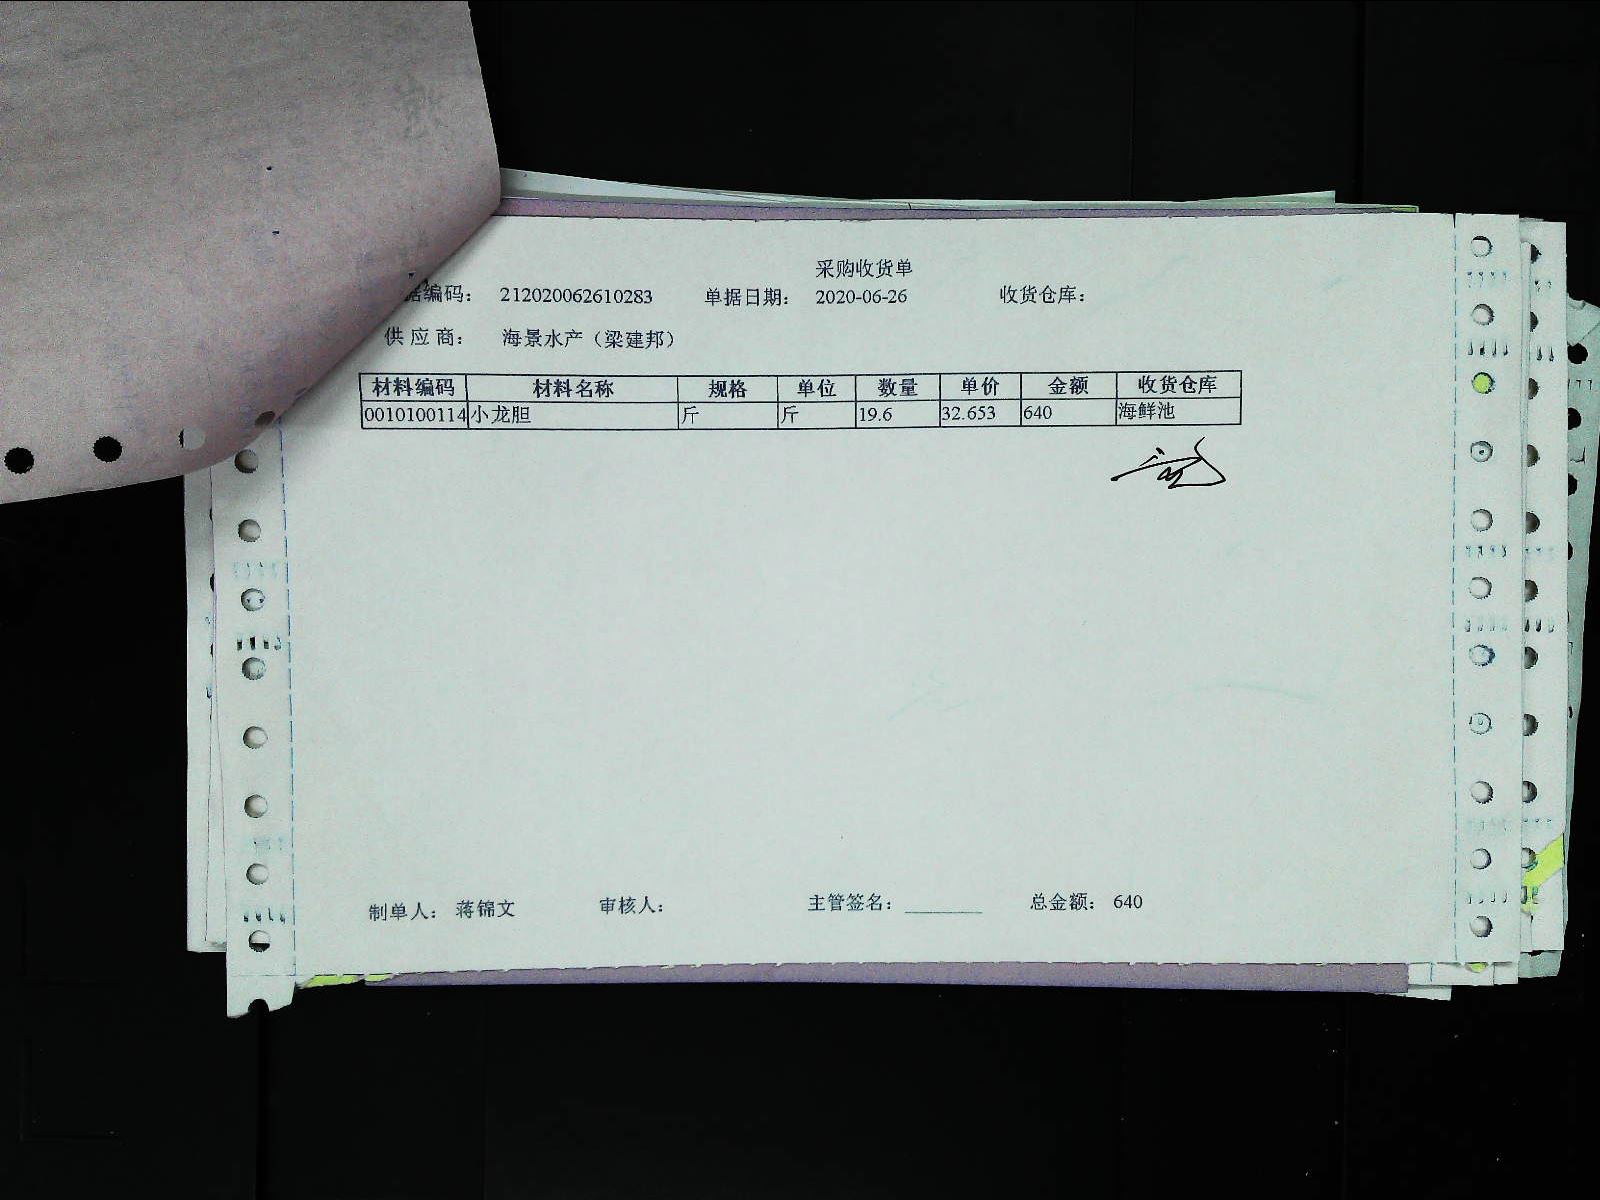 采购收货单
据编码： 212020062610283 单据日期： 2020-06-26 收货仓库：
供 应 商： 海景水产（梁建邦）
材料编码 材料名称 规格 单位 数量 单价 金额 收货仓库
0010100114 小龙胆 斤 斤 19.6 32.653 640 海鲜池
制单人： 蒋锦文 审核人： 主管签名：________ 总金额： 640